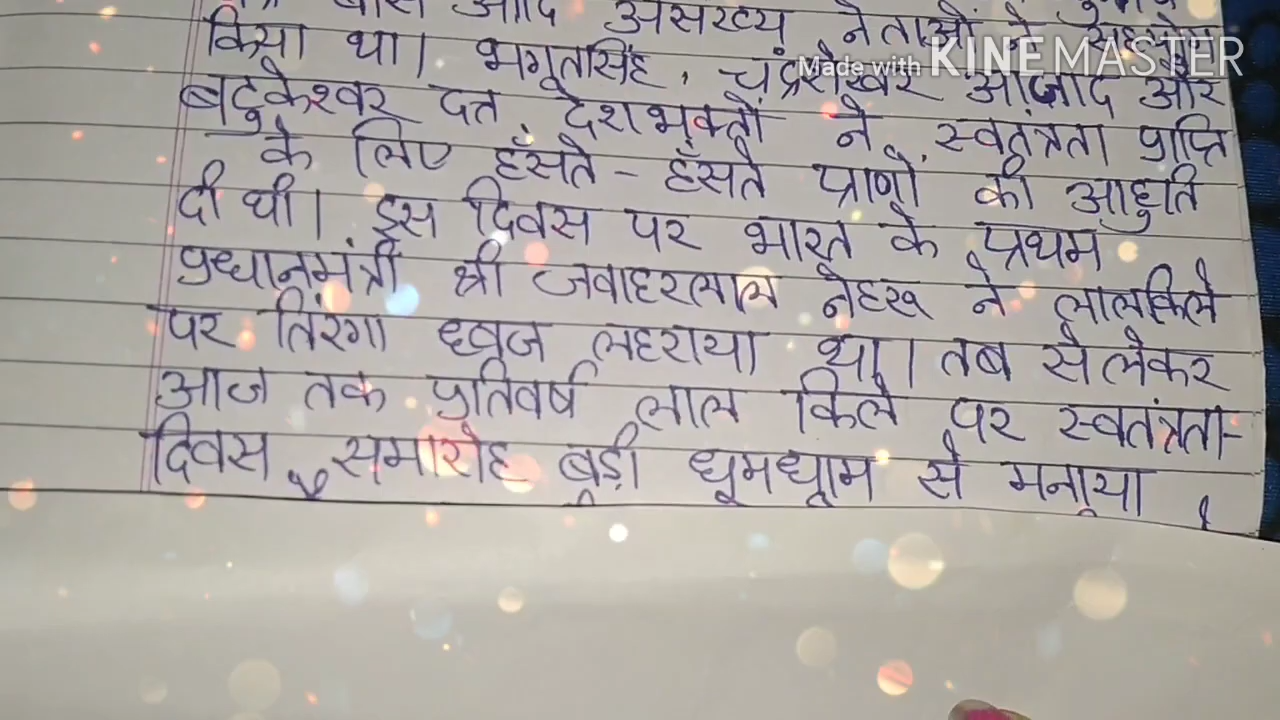 आदि असंख्य नेताओं ने
किया था। भगतसिंह, चंद्रशेखर आज़ाद और
Made with KINEMASTER
बटुकेश्वर दत्त, देशभक्तों ने स्वतंत्रता प्राप्ति
के लिए हँसते - हँसते प्राणों की आहुति
दी थी। इस दिवस पर भारत के प्रथम
प्रधानमंत्री श्री जवाहरलाल नेहरू ने लालकिले
पर तिरंगा ध्वज लहराया था। तब से लेकर
आज तक प्रतिवर्ष लाल किले पर स्वतंत्रता-
दिवस समारोह बड़ी धूमधाम से मनाया